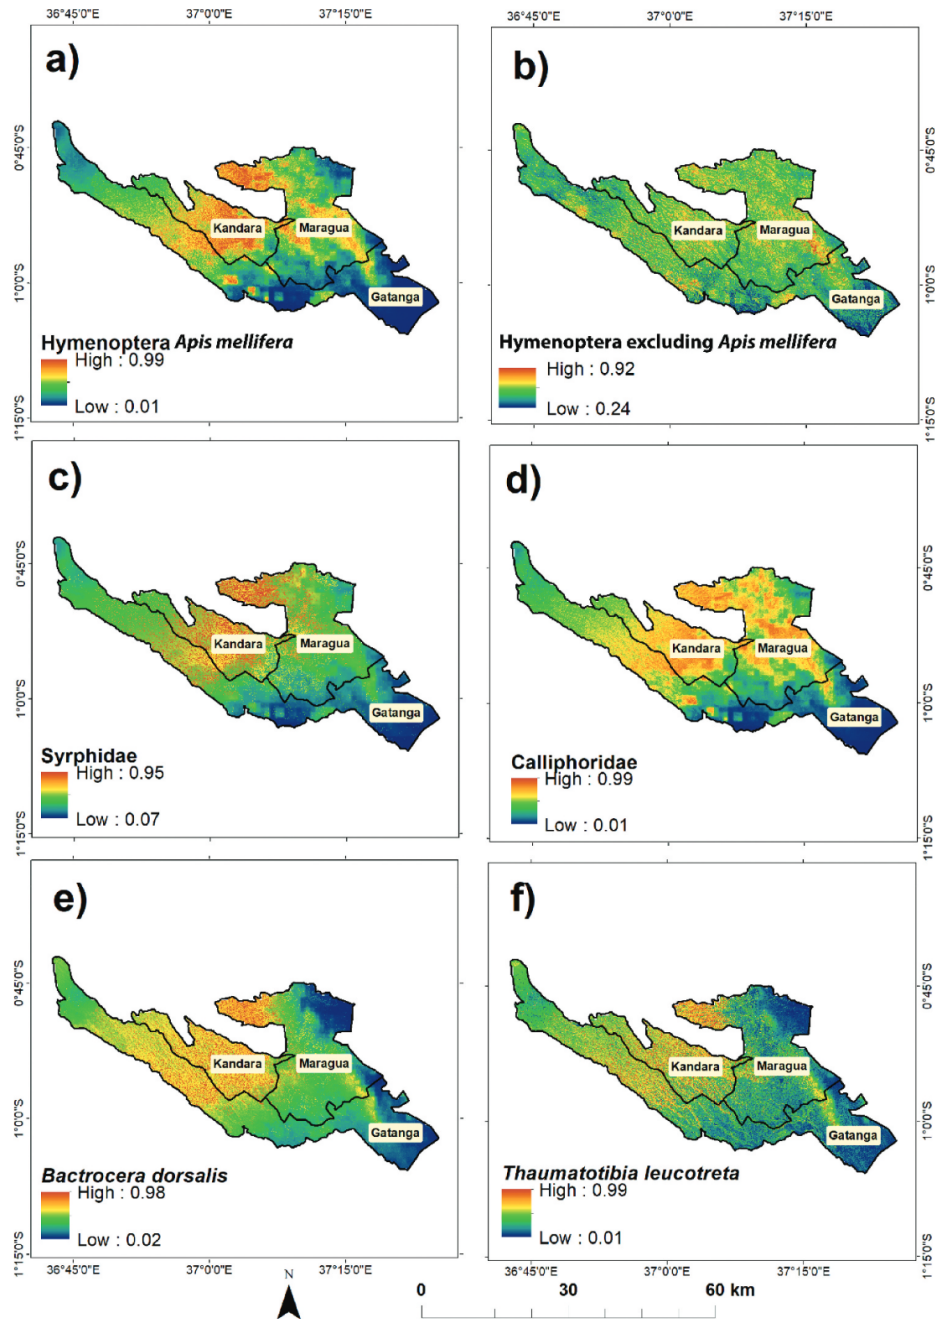 36°45'0"E 37°0'0"E 37°15'0"E
36°45'0"E 37°0'0"E 37°15'0"E
a)
b)
0°45'0"S
0°45'0"S
Kandara
Maragua
Kandara
Maragua
1°0'0"S
1°0'0"S
Gatanga
Gatanga
Hymenoptera Apis mellifera
High : 0.99
Low : 0.01
Hymenoptera excluding Apis mellifera
High : 0.92
Low : 0.24
1°15'0"S
1°15'0"S
c)
d)
0°45'0"S
0°45'0"S
Kandara
Maragua
Kandara
Maragua
1°0'0"S
1°0'0"S
Gatanga
Gatanga
Syrphidae
High : 0.95
Low : 0.07
Calliphoridae
High : 0.99
Low : 0.01
1°15'0"S
1°15'0"S
e)
f)
0°45'0"S
0°45'0"S
Kandara
Maragua
Kandara
Maragua
1°0'0"S
1°0'0"S
Gatanga
Gatanga
Bactrocera dorsalis
High : 0.98
Low : 0.02
Thaumatotibia leucotreta
High : 0.99
Low : 0.01
1°15'0"S
1°15'0"S
36°45'0"E 37°0'0"E 37°15'0"E
36°45'0"E 37°0'0"E 37°15'0"E
N
0 30 60 km